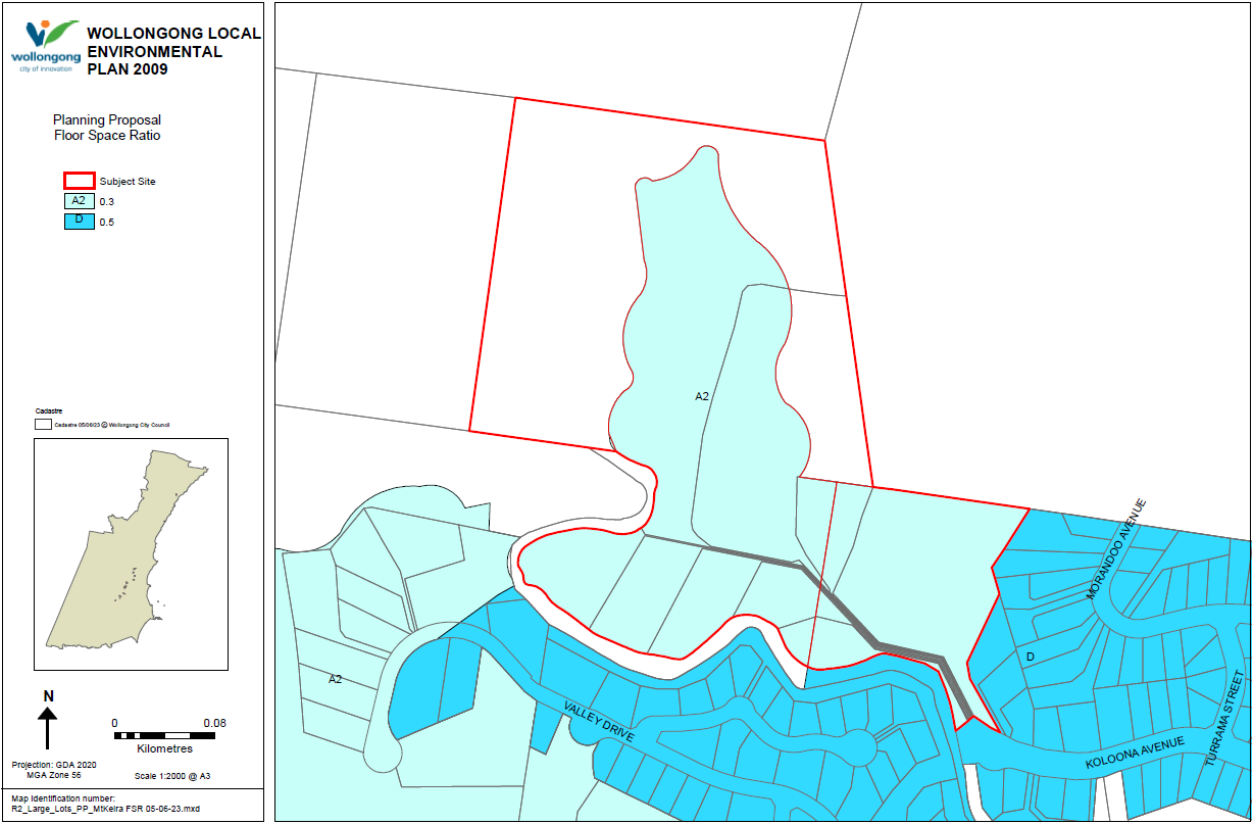 wollongong
city of innovation
WOLLONGONG LOCAL
ENVIRONMENTAL
PLAN 2009
Planning Proposal
Floor Space Ratio
Subject Site
A2 0.3
D 0.5
Cadastre
Cadastre 05/06/23 @ Wollongong City Council
N
0 0.08
Kilometres
Projection: GDA 2020
MGA Zone 56
Scale 1:2000 @ A3
Map Identification number:
R2_Large_Lots_PP_MtKeira FSR 05-06-23.mxd
A2
A2
D
MORANDOO AVENUE
VALLEY DRIVE
KOLOONA AVENUE
TURRAMA STREET